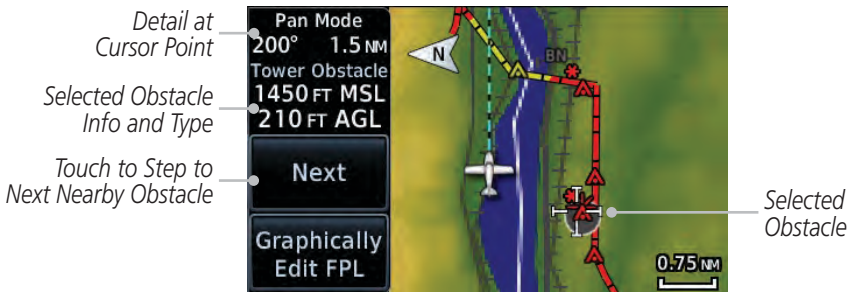 Detail at
Cursor Point
Selected Obstacle
Info and Type
Touch to Step to
Next Nearby Obstacle
Pan Mode
200° 1.5 NM
Tower Obstacle
1450 FT MSL
210 FT AGL
Next
Graphically
Edit FPL
N
BN
0.75 NM
Selected
Obstacle